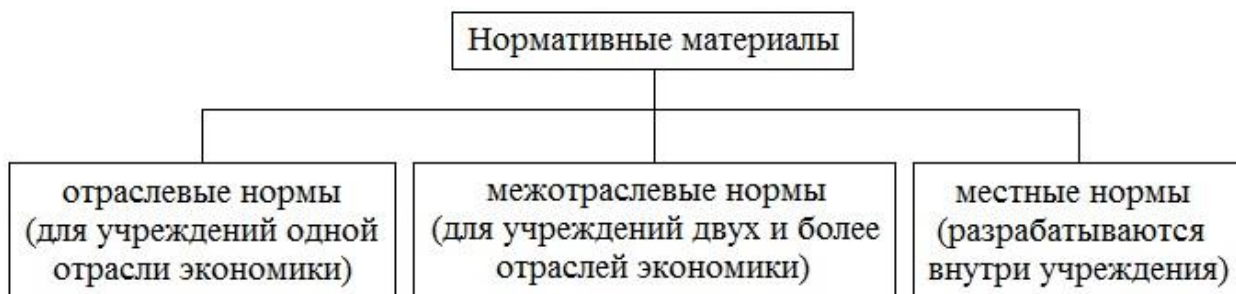 Нормативные материалы
отраслевые нормы
(для учреждений одной
отрасли экономики)
межотраслевые нормы
(для учреждений двух и более
отраслей экономики)
местные нормы
(разрабатываются
внутри учреждения)